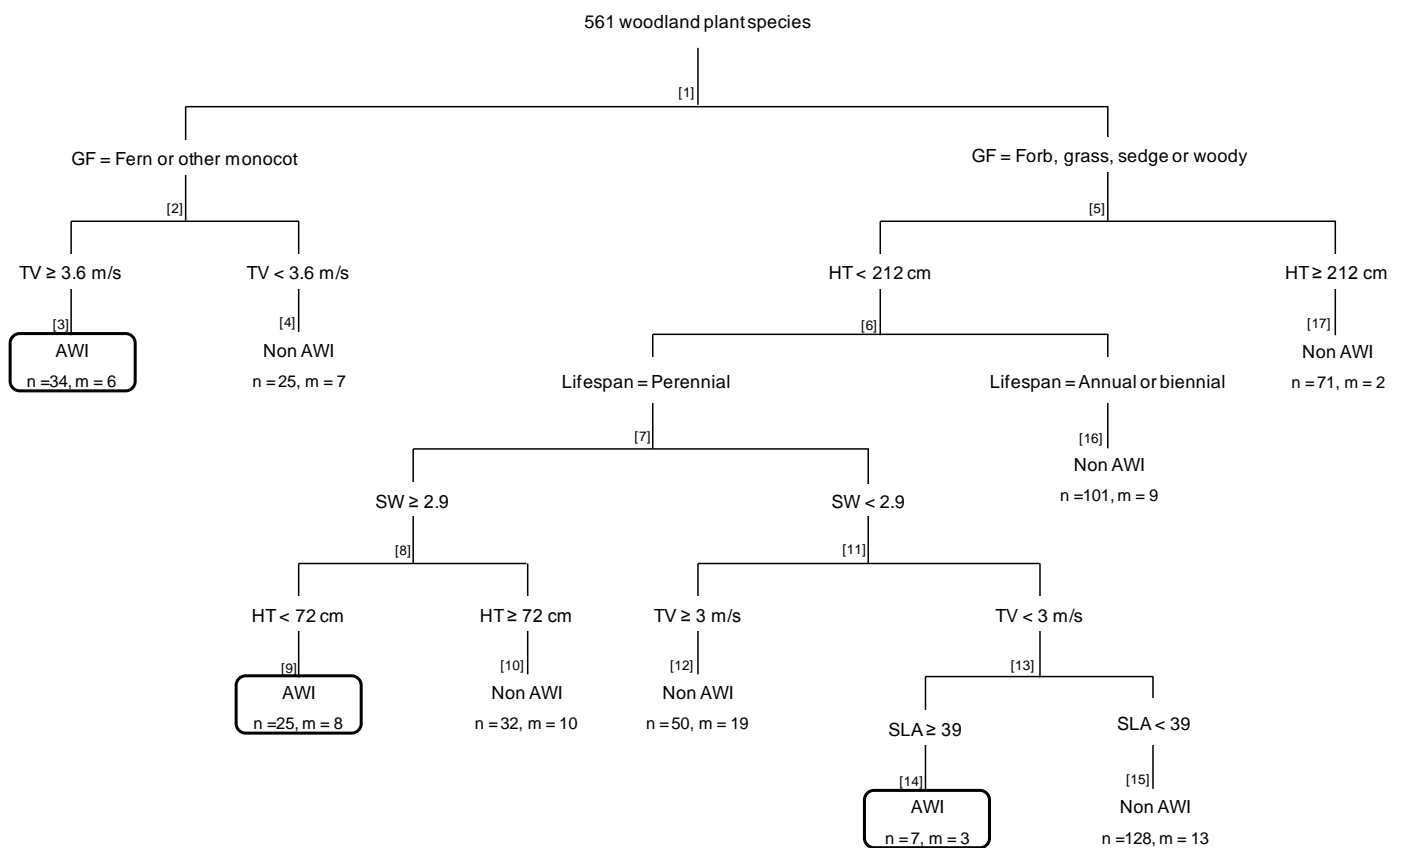 561 woodland plant species
[1]
GF = Fern or other monocot
GF = Forb, grass, sedge or woody
[2]
[5]
TV ≥ 3.6 m/s
TV < 3.6 m/s
HT < 212 cm
HT ≥ 212 cm
[3]
[4]
[6]
[17]
AWI
n =34, m = 6
Non AWI
n = 25, m = 7
Non AWI
n = 71, m = 2
Lifespan = Perennial
Lifespan = Annual or biennial
[7]
[16]
Non AWI
n =101, m = 9
SW ≥ 2.9
SW < 2.9
[8]
[11]
HT < 72 cm
HT ≥ 72 cm
TV ≥ 3 m/s
TV < 3 m/s
[9]
[10]
[12]
[13]
AWI
n =25, m = 8
Non AWI
n = 32, m = 10
Non AWI
n = 50, m = 19
SLA ≥ 39
SLA < 39
[14]
[15]
AWI
n = 7, m = 3
Non AWI
n =128, m = 13